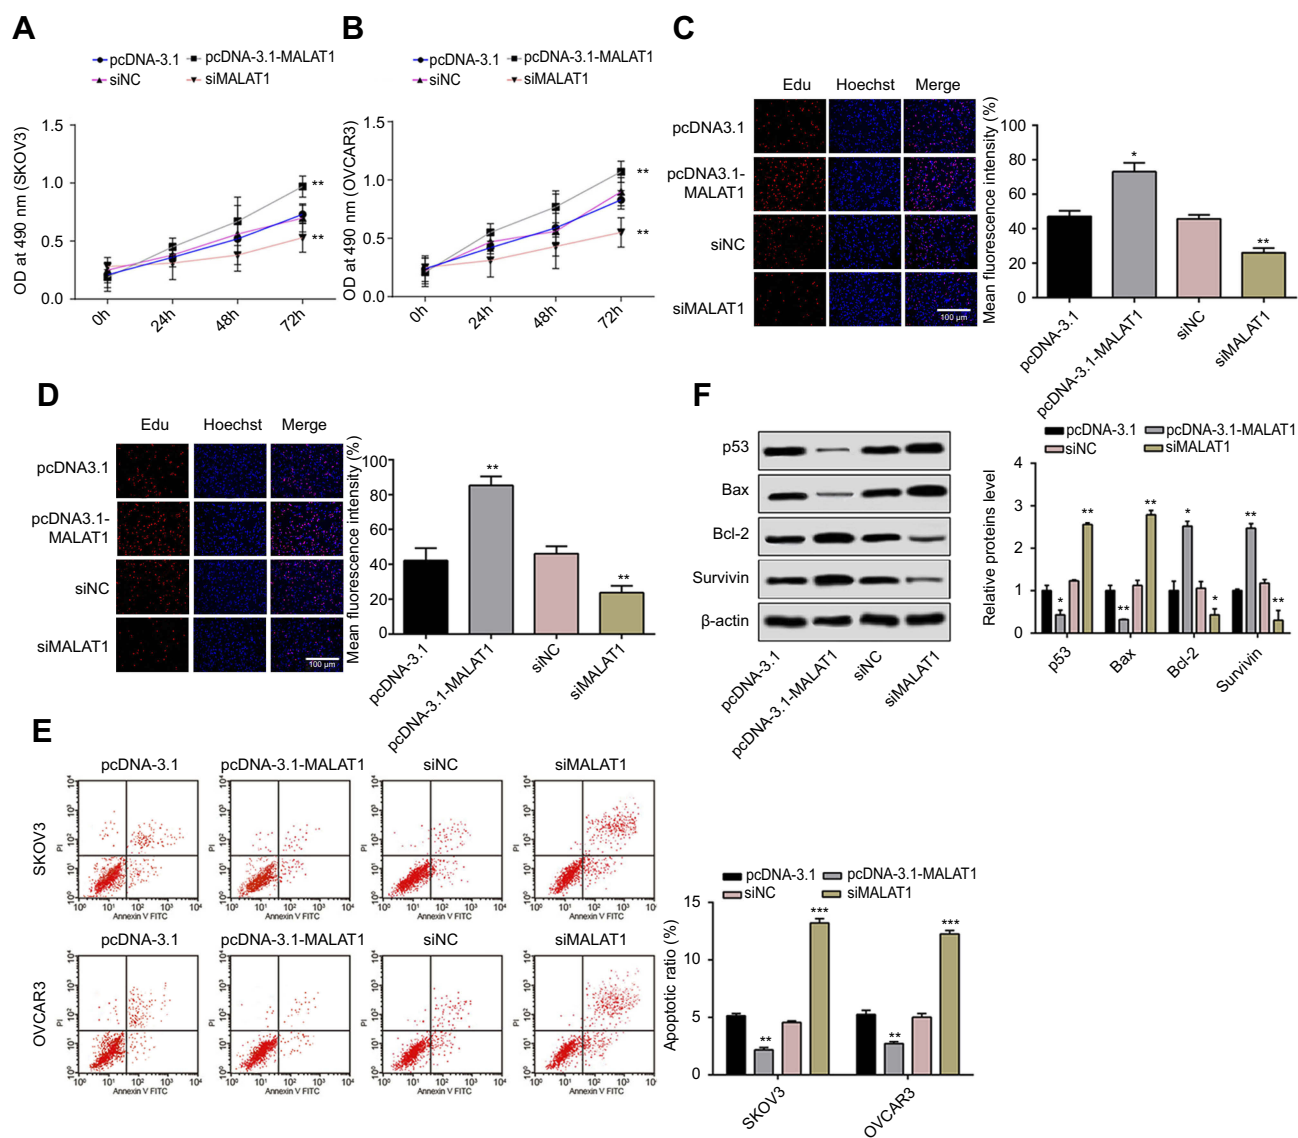 A
pcDNA-3.1
pcDNA-3.1-MALAT1
siNC
siMALAT1
OD at 490 nm (SKOV3)
1.5
1.0
0.5
0.0
**
**
0h
24h
48h
72h
B
pcDNA-3.1
pcDNA-3.1-MALAT1
siNC
siMALAT1
OD at 490 nm (OVCAR3)
1.5
1.0
0.5
0.0
**
**
0h
24h
48h
72h
C
Edu
Hoechst
Merge
pcDNA3.1
pcDNA3.1-
MALAT1
siNC
siMALAT1
100 µm
Mean fluorescence intensity (%)
100
80
60
40
20
0
*
**
pcDNA-3.1
pcDNA-3.1-MALAT1
siNC
siMALAT1
D
Edu
Hoechst
Merge
pcDNA3.1
pcDNA3.1-
MALAT1
siNC
siMALAT1
100 µm
Mean fluorescence intensity (%)
100
80
60
40
20
0
**
**
pcDNA-3.1
pcDNA-3.1-MALAT1
siNC
siMALAT1
F
p53
Bax
Bcl-2
Survivin
β-actin
pcDNA-3.1
pcDNA-3.1-MALAT1
siNC
siMALAT1
pcDNA-3.1
pcDNA-3.1-MALAT1
siNC
siMALAT1
Relative proteins level
4
3
2
1
0
*
**
**
**
*
*
**
**
p53
Bax
Bcl-2
Survivin
E
pcDNA-3.1
pcDNA-3.1-MALAT1
siNC
siMALAT1
SKOV3
PI
Annexin V FITC
PI
Annexin V FITC
PI
Annexin V FITC
PI
Annexin V FITC
pcDNA-3.1
pcDNA-3.1-MALAT1
siNC
siMALAT1
OVCAR3
PI
Annexin V FITC
PI
Annexin V FITC
PI
Annexin V FITC
PI
Annexin V FITC
pcDNA-3.1
pcDNA-3.1-MALAT1
siNC
siMALAT1
Apoptotic ratio (%)
15
10
5
0
**
***
**
***
SKOV3
OVCAR3